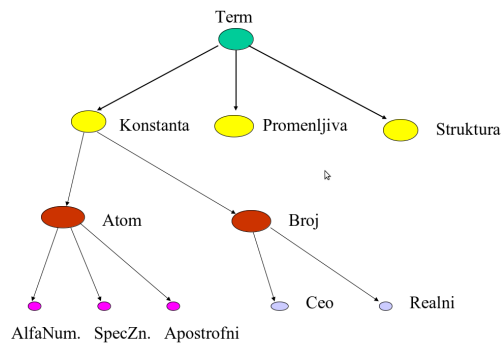 Term
Konstanta
Promenljiva
Struktura
Atom
Broj
Ceo
Realni
AlfaNum.
SpecZn.
Apostrofni